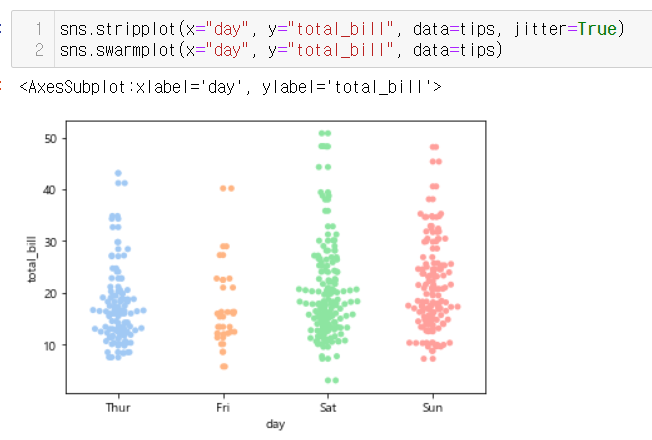 1 sns.stripplot(x="day", y="total_bill", data=tips, jitter=True)
2 sns.swarmplot(x="day", y="total_bill", data=tips)
<AxesSubplot:xlabel='day', ylabel='total_bill'>
50
40
30
20
10
total_bill
Thur Fri Sat Sun
day